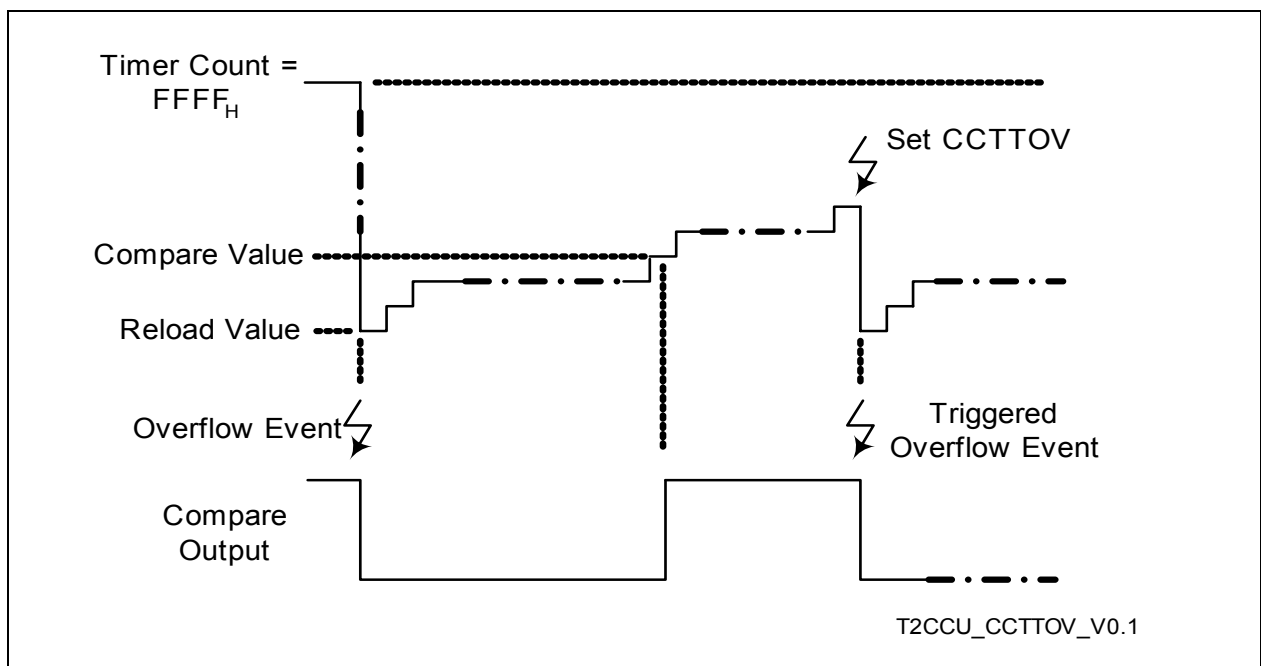 Timer Count =
FFFFH
Set CCTTOV
Compare Value
Reload Value
Overflow Event
Triggered
Overflow Event
Compare
Output
T2CCU_CCTTOV_V0.1